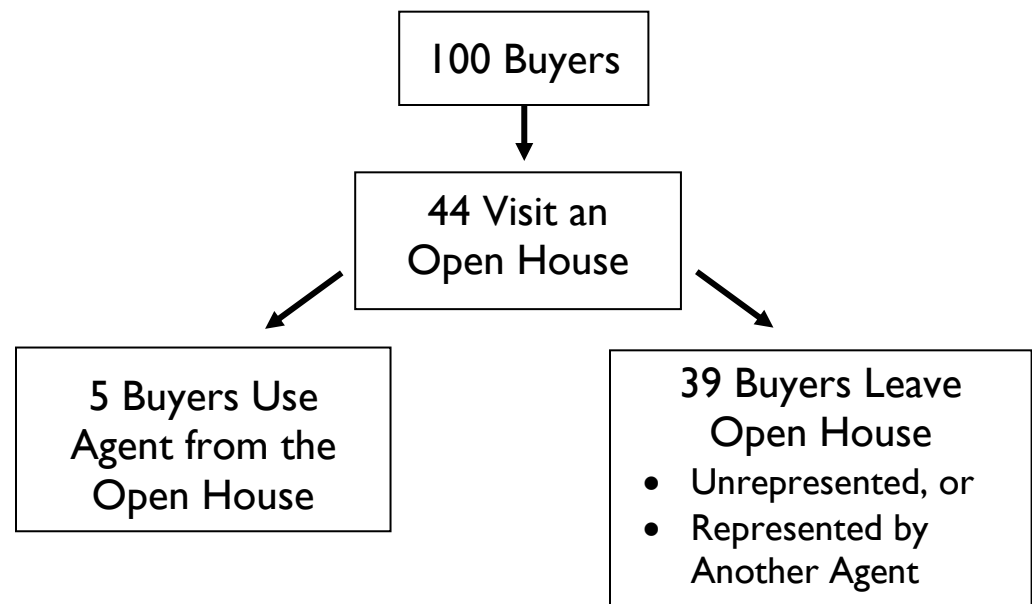 100 Buyers
44 Visit an
Open House
5 Buyers Use
Agent from the
Open House
39 Buyers Leave
Open House
• Unrepresented, or
• Represented by
Another Agent